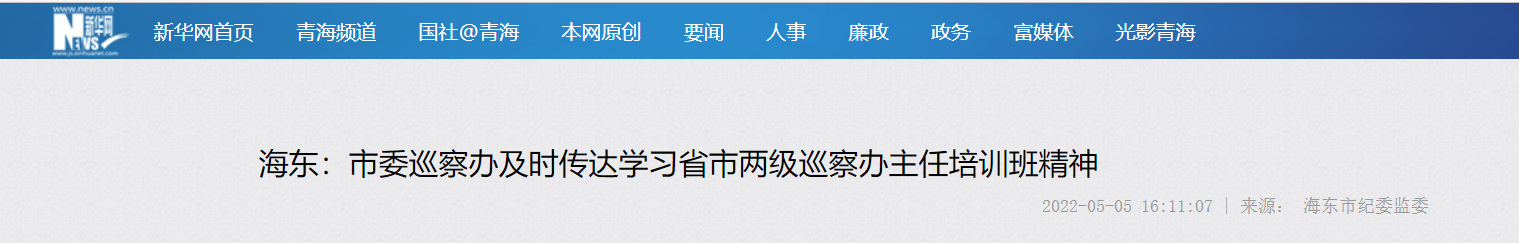 www.news.cn
新华网
NEWS
www.js.xinhuanet.com
新华网首页 青海频道 国社@青海 本网原创 要闻 人事 廉政 政务 富媒体 光影青海
海东：市委巡察办及时传达学习省市两级巡察办主任培训班精神
2022-05-05 16:11:07 | 来源： 海东市纪委监委